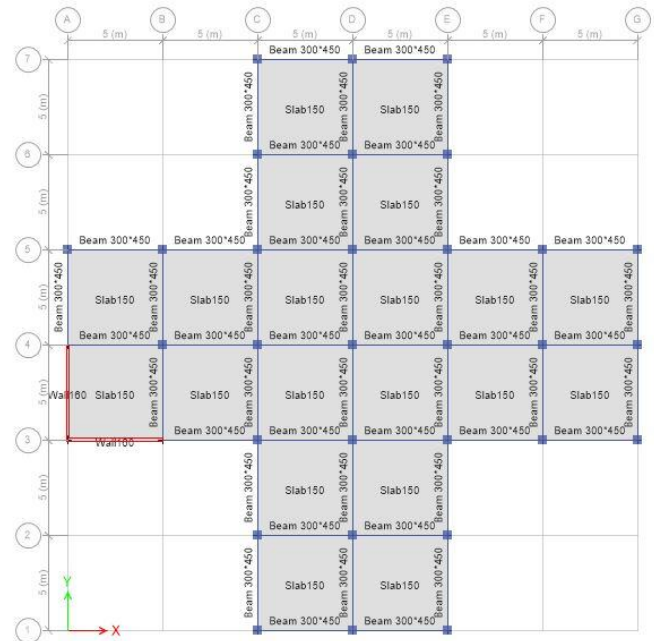 A B C D E F G
5 (m) 5 (m) 5 (m) 5 (m) 5 (m) 5 (m)
Beam 300*450 Beam 300*450
7
5 (m) Beam 300*450 Slab150 Beam 300*450 Slab150 Beam 300*450
Beam 300*450 Beam 300*450
6
5 (m) Beam 300*450 Slab150 Beam 300*450 Slab150 Beam 300*450
Beam 300*450 Beam 300*450 Beam 300*450 Beam 300*450
5
5 (m) Beam 300*450 Slab150 Beam 300*450 Slab150 Beam 300*450 Slab150 Beam 300*450 Slab150 Beam 300*450 Slab150 Beam 300*450 Slab150 Beam 300*450
Beam 300*450 Beam 300*450 Beam 300*450 Beam 300*450 Beam 300*450 Beam 300*450
4
5 (m) Wall160 Slab150 Beam 300*450 Slab150 Beam 300*450 Slab150 Beam 300*450 Slab150 Beam 300*450 Slab150 Beam 300*450 Slab150 Beam 300*450
Beam 300*450 Beam 300*450 Beam 300*450 Beam 300*450 Beam 300*450
3 Wall160
5 (m) Beam 300*450 Slab150 Beam 300*450 Slab150 Beam 300*450
Beam 300*450 Beam 300*450
2
5 (m) Beam 300*450 Slab150 Beam 300*450 Slab150 Beam 300*450
Y
Beam 300*450 Beam 300*450
1 X